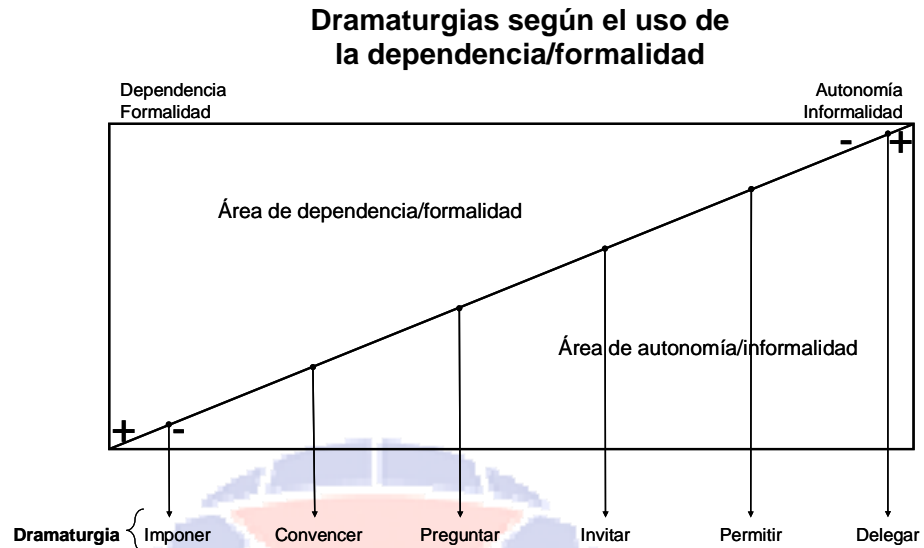 Dramaturgias según el uso de
la dependencia/formalidad
Dependencia
Formalidad
Autonomía
Informalidad
- +
Área de dependencia/formalidad
Área de autonomía/informalidad
+ -
Dramaturgia { Imponer Convencer Preguntar Invitar Permitir Delegar